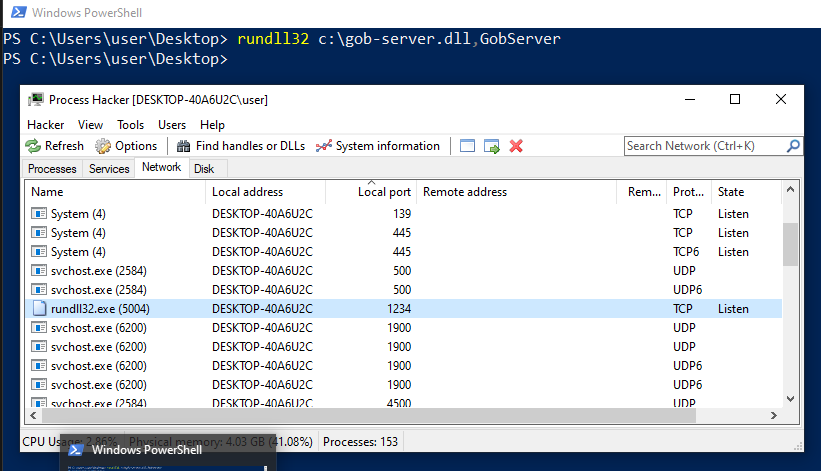 Windows PowerShell
PS C:\Users\user\Desktop> rundll32 c:\gob-server.dll,GobServer
PS C:\Users\user\Desktop>
Process Hacker [DESKTOP-40A6U2C\user]
Hacker View Tools Users Help
Refresh Options Find handles or DLLs System information Search Network (Ctrl+K)
Processes Services Network Disk
Name Local address Local port Remote address Rem... Prot... State
System (4) DESKTOP-40A6U2C 139 TCP Listen
System (4) DESKTOP-40A6U2C 445 TCP Listen
System (4) DESKTOP-40A6U2C 445 TCP6 Listen
svchost.exe (2584) DESKTOP-40A6U2C 500 UDP
svchost.exe (2584) DESKTOP-40A6U2C 500 UDP6
rundll32.exe (5004) DESKTOP-40A6U2C 1234 TCP Listen
svchost.exe (6200) DESKTOP-40A6U2C 1900 UDP
svchost.exe (6200) DESKTOP-40A6U2C 1900 UDP
svchost.exe (6200) DESKTOP-40A6U2C 1900 UDP6
svchost.exe (6200) DESKTOP-40A6U2C 1900 UDP6
svchost.exe (2584) DESKTOP-40A6U2C 4500 UDP
CPU Usage: 2.86% Physical memory: 4.03 GB (41.08%) Processes: 153
Windows PowerShell